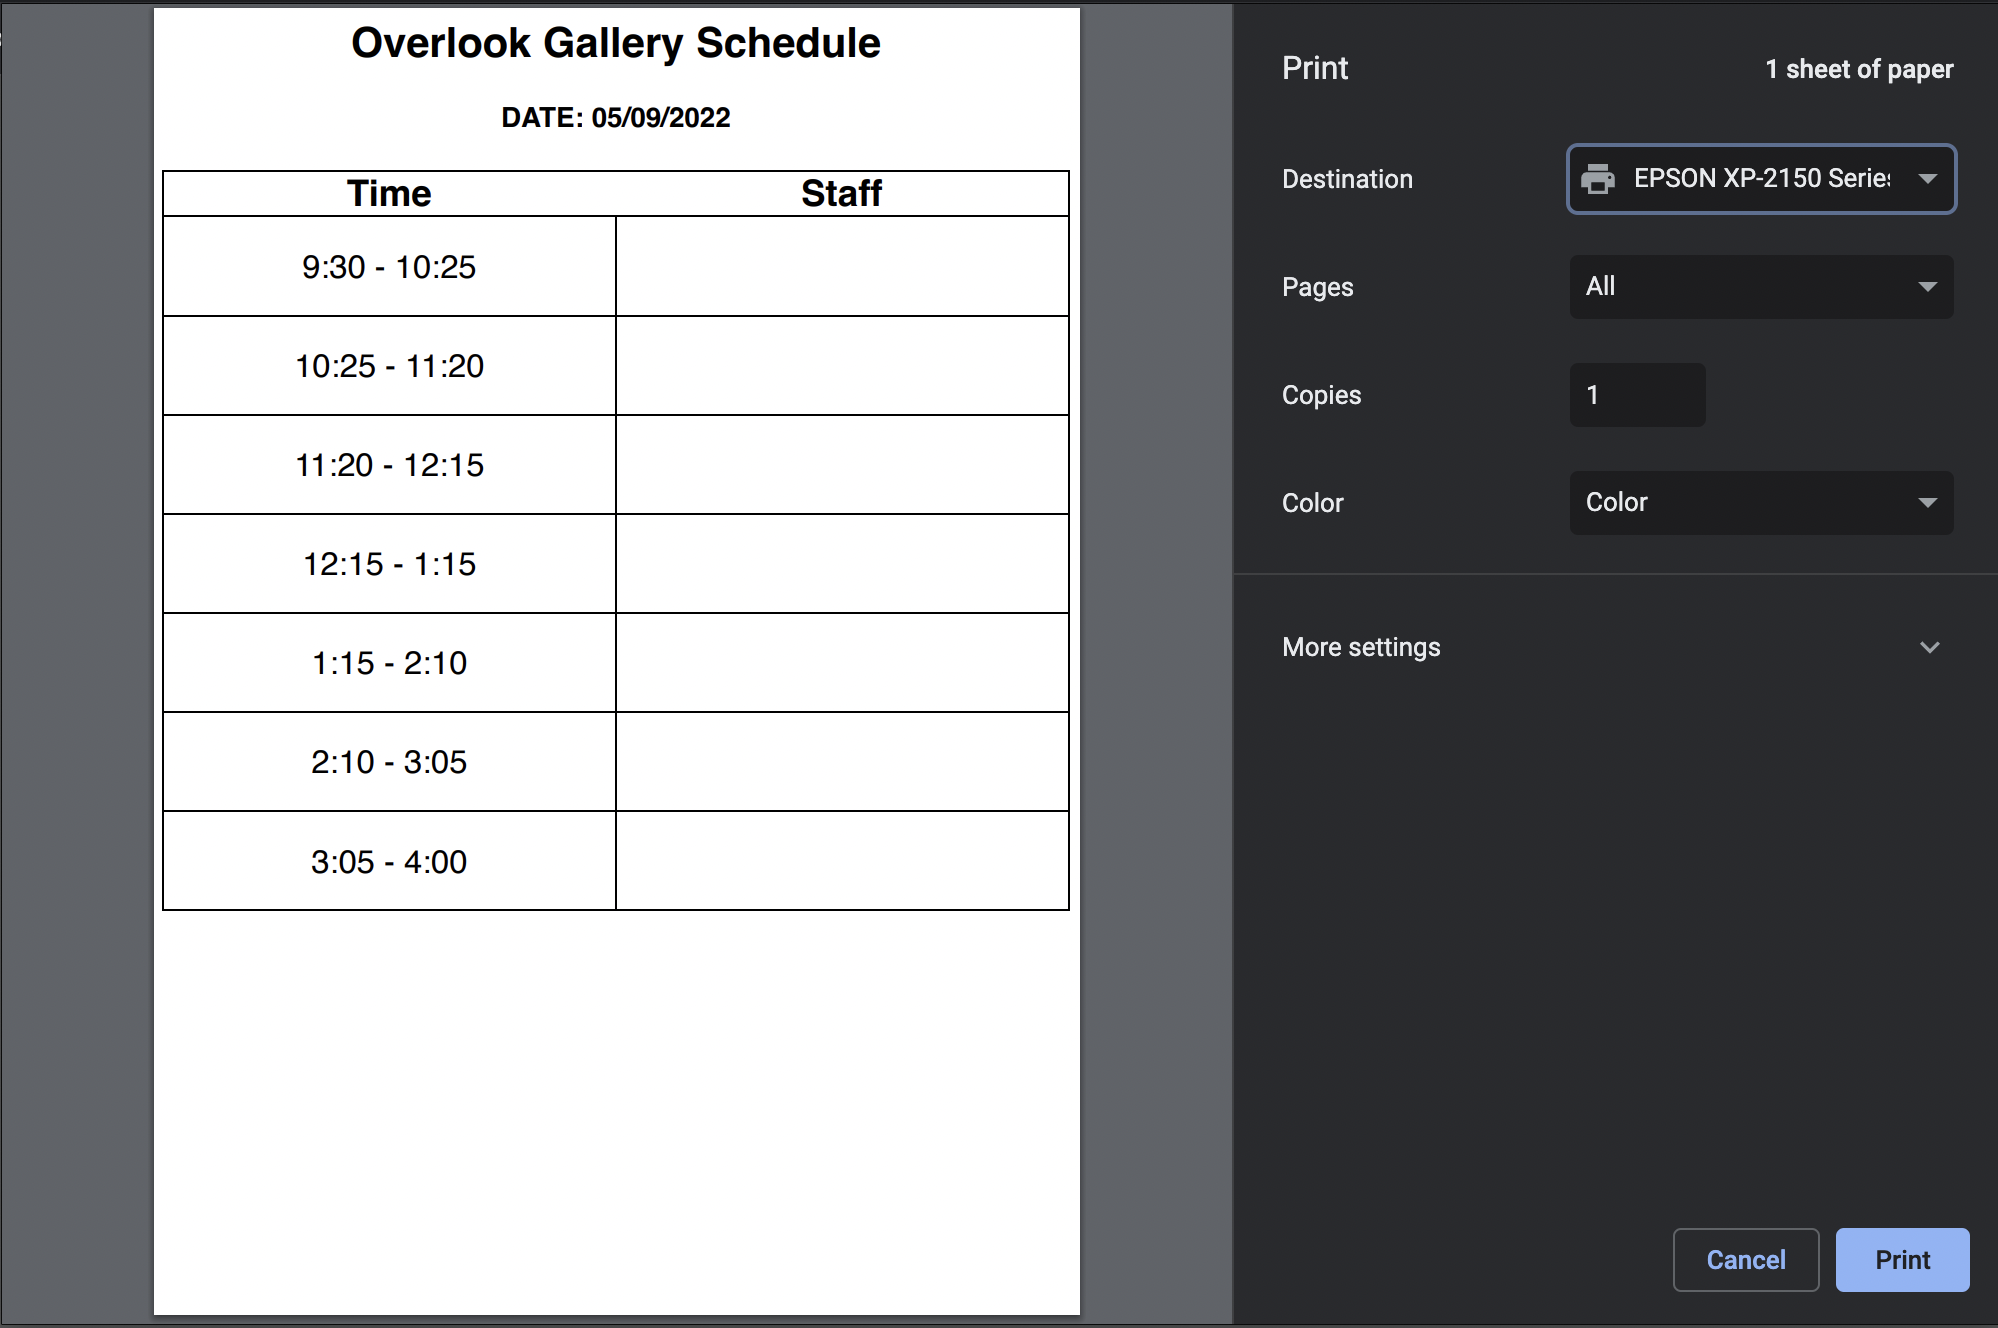 Overlook Gallery Schedule
DATE: 05/09/2022
Time Staff
9:30 - 10:25
10:25 - 11:20
11:20 - 12:15
12:15 - 1:15
1:15 - 2:10
2:10 - 3:05
3:05 - 4:00
Print 1 sheet of paper
Destination EPSON XP-2150 Series
Pages All
Copies 1
Color Color
More settings
Cancel Print